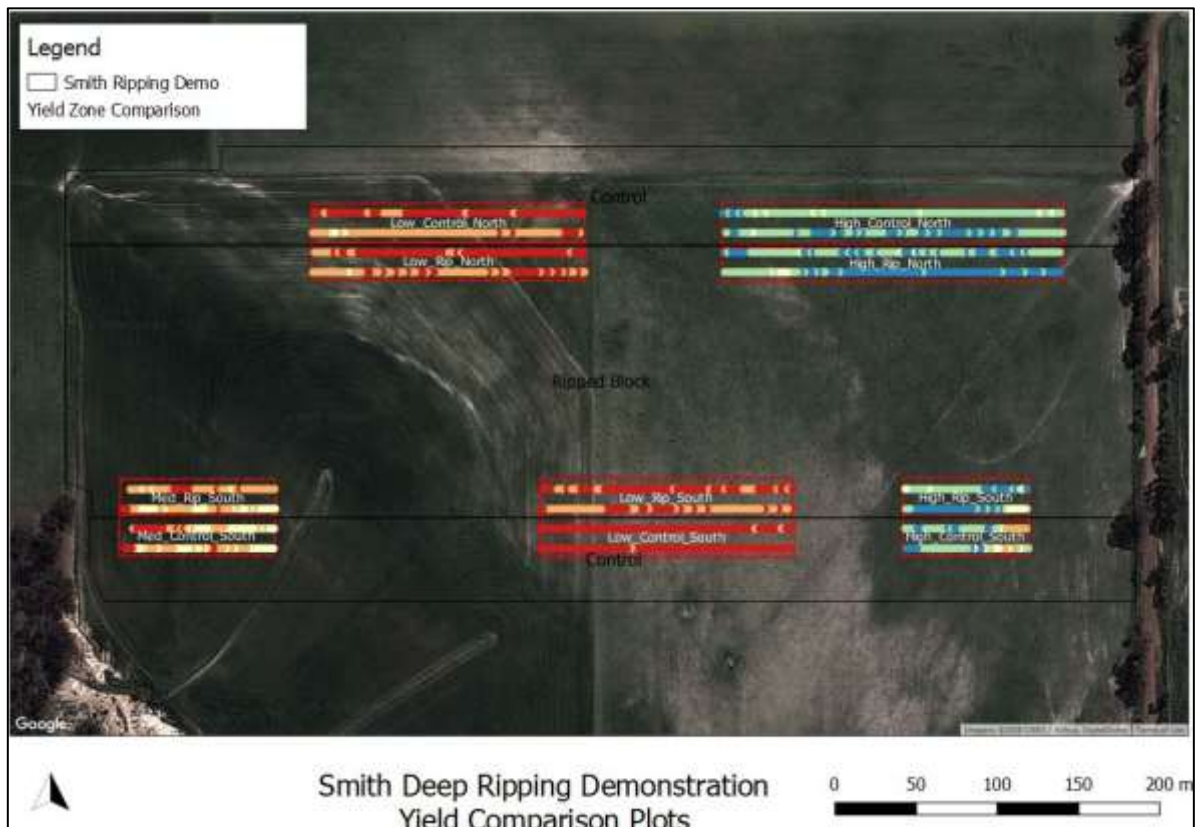 Legend
Smith Ripping Demo
Yield Zone Comparison
Control
Low_Control_North
High_Control_North
Low_Rip_North
High_Rip_North
Ripped Block
Med_Rip_South
Low_Rip_South
High_Rip_South
Med_Control_South
Low_Control_South
High_Control_South
Control
Google
Smith Deep Ripping Demonstration
Yield Comparison Plots
0 50 100 150 200 m